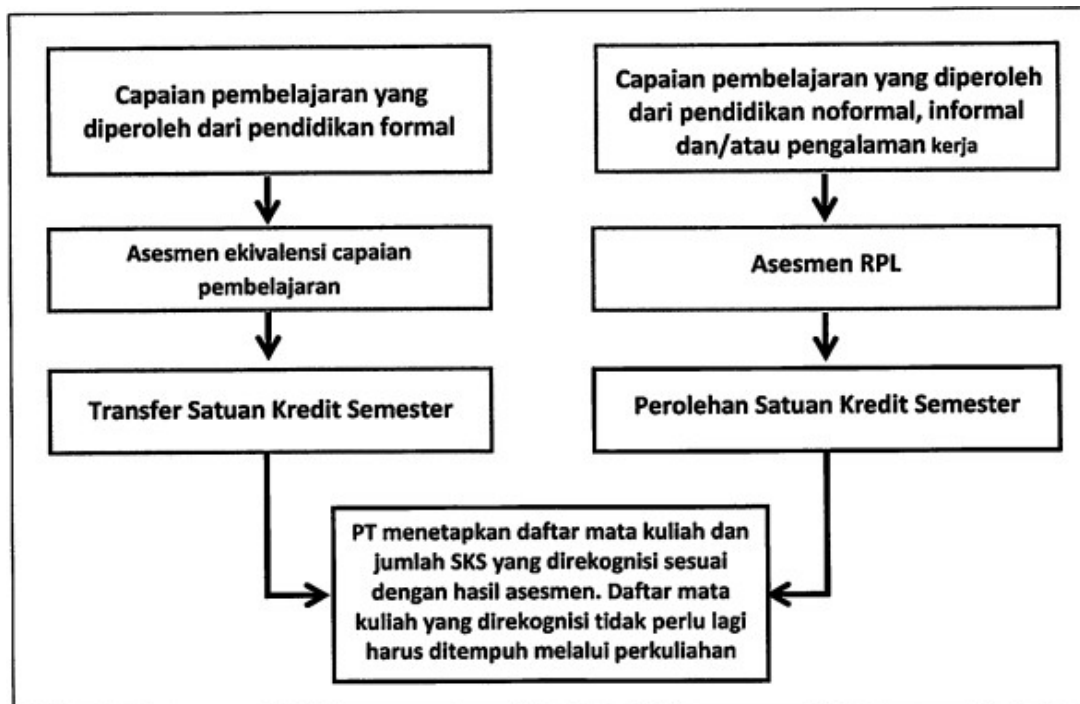 Capaian pembelajaran yang
diperoleh dari pendidikan formal
Asesmen ekivalensi capaian
pembelajaran
Transfer Satuan Kredit Semester
Capaian pembelajaran yang diperoleh
dari pendidikan noformal, informal
dan/atau pengalaman kerja
Asesmen RPL
Perolehan Satuan Kredit Semester
PT menetapkan daftar mata kuliah dan
jumlah SKS yang direkognisi sesuai
dengan hasil asesmen. Daftar mata
kuliah yang direkognisi tidak perlu lagi
harus ditempuh melalui perkuliahan